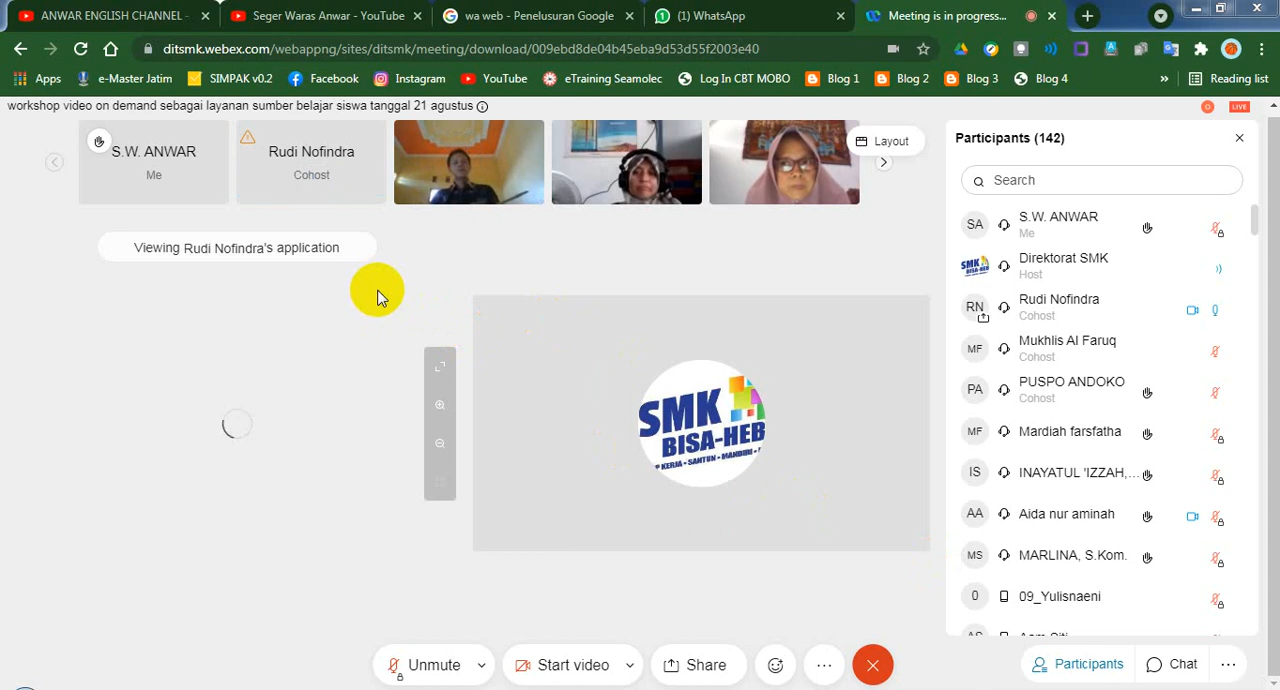 ANWAR ENGLISH CHANNEL -
Seger Waras Anwar - YouTube
wa web - Penelusuran Google
(1) WhatsApp
Meeting is in progress...
ditsmk.webex.com/webappng/sites/ditsmk/meeting/download/009ebd8de04b45eba9d53d55f2003e40
Apps
e-Master Jatim
SIMPAK v0.2
Facebook
Instagram
YouTube
eTraining Seamolec
Log In CBT MOBO
Blog 1
Blog 2
Blog 3
Blog 4
»
Reading list
workshop video on demand sebagai layanan sumber belajar siswa tanggal 21 agustus
LIVE
S.W. ANWAR
Me
Rudi Nofindra
Cohost
Layout
Viewing Rudi Nofindra's application
SMK
BISA-HEB
KERJA - SANTUN - MANDIRI -
Participants (142)
Search
SA
S.W. ANWAR
Me
SMK
BISA-HEB
Direktorat SMK
Host
RN
Rudi Nofindra
Cohost
MF
Mukhlis Al Faruq
Cohost
PA
PUSPO ANDOKO
Cohost
MF
Mardiah farsfatha
IS
INAYATUL 'IZZAH,...
AA
Aida nur aminah
MS
MARLINA, S.Kom.
0
09_Yulisnaeni
Unmute
Start video
Share
Participants
Chat